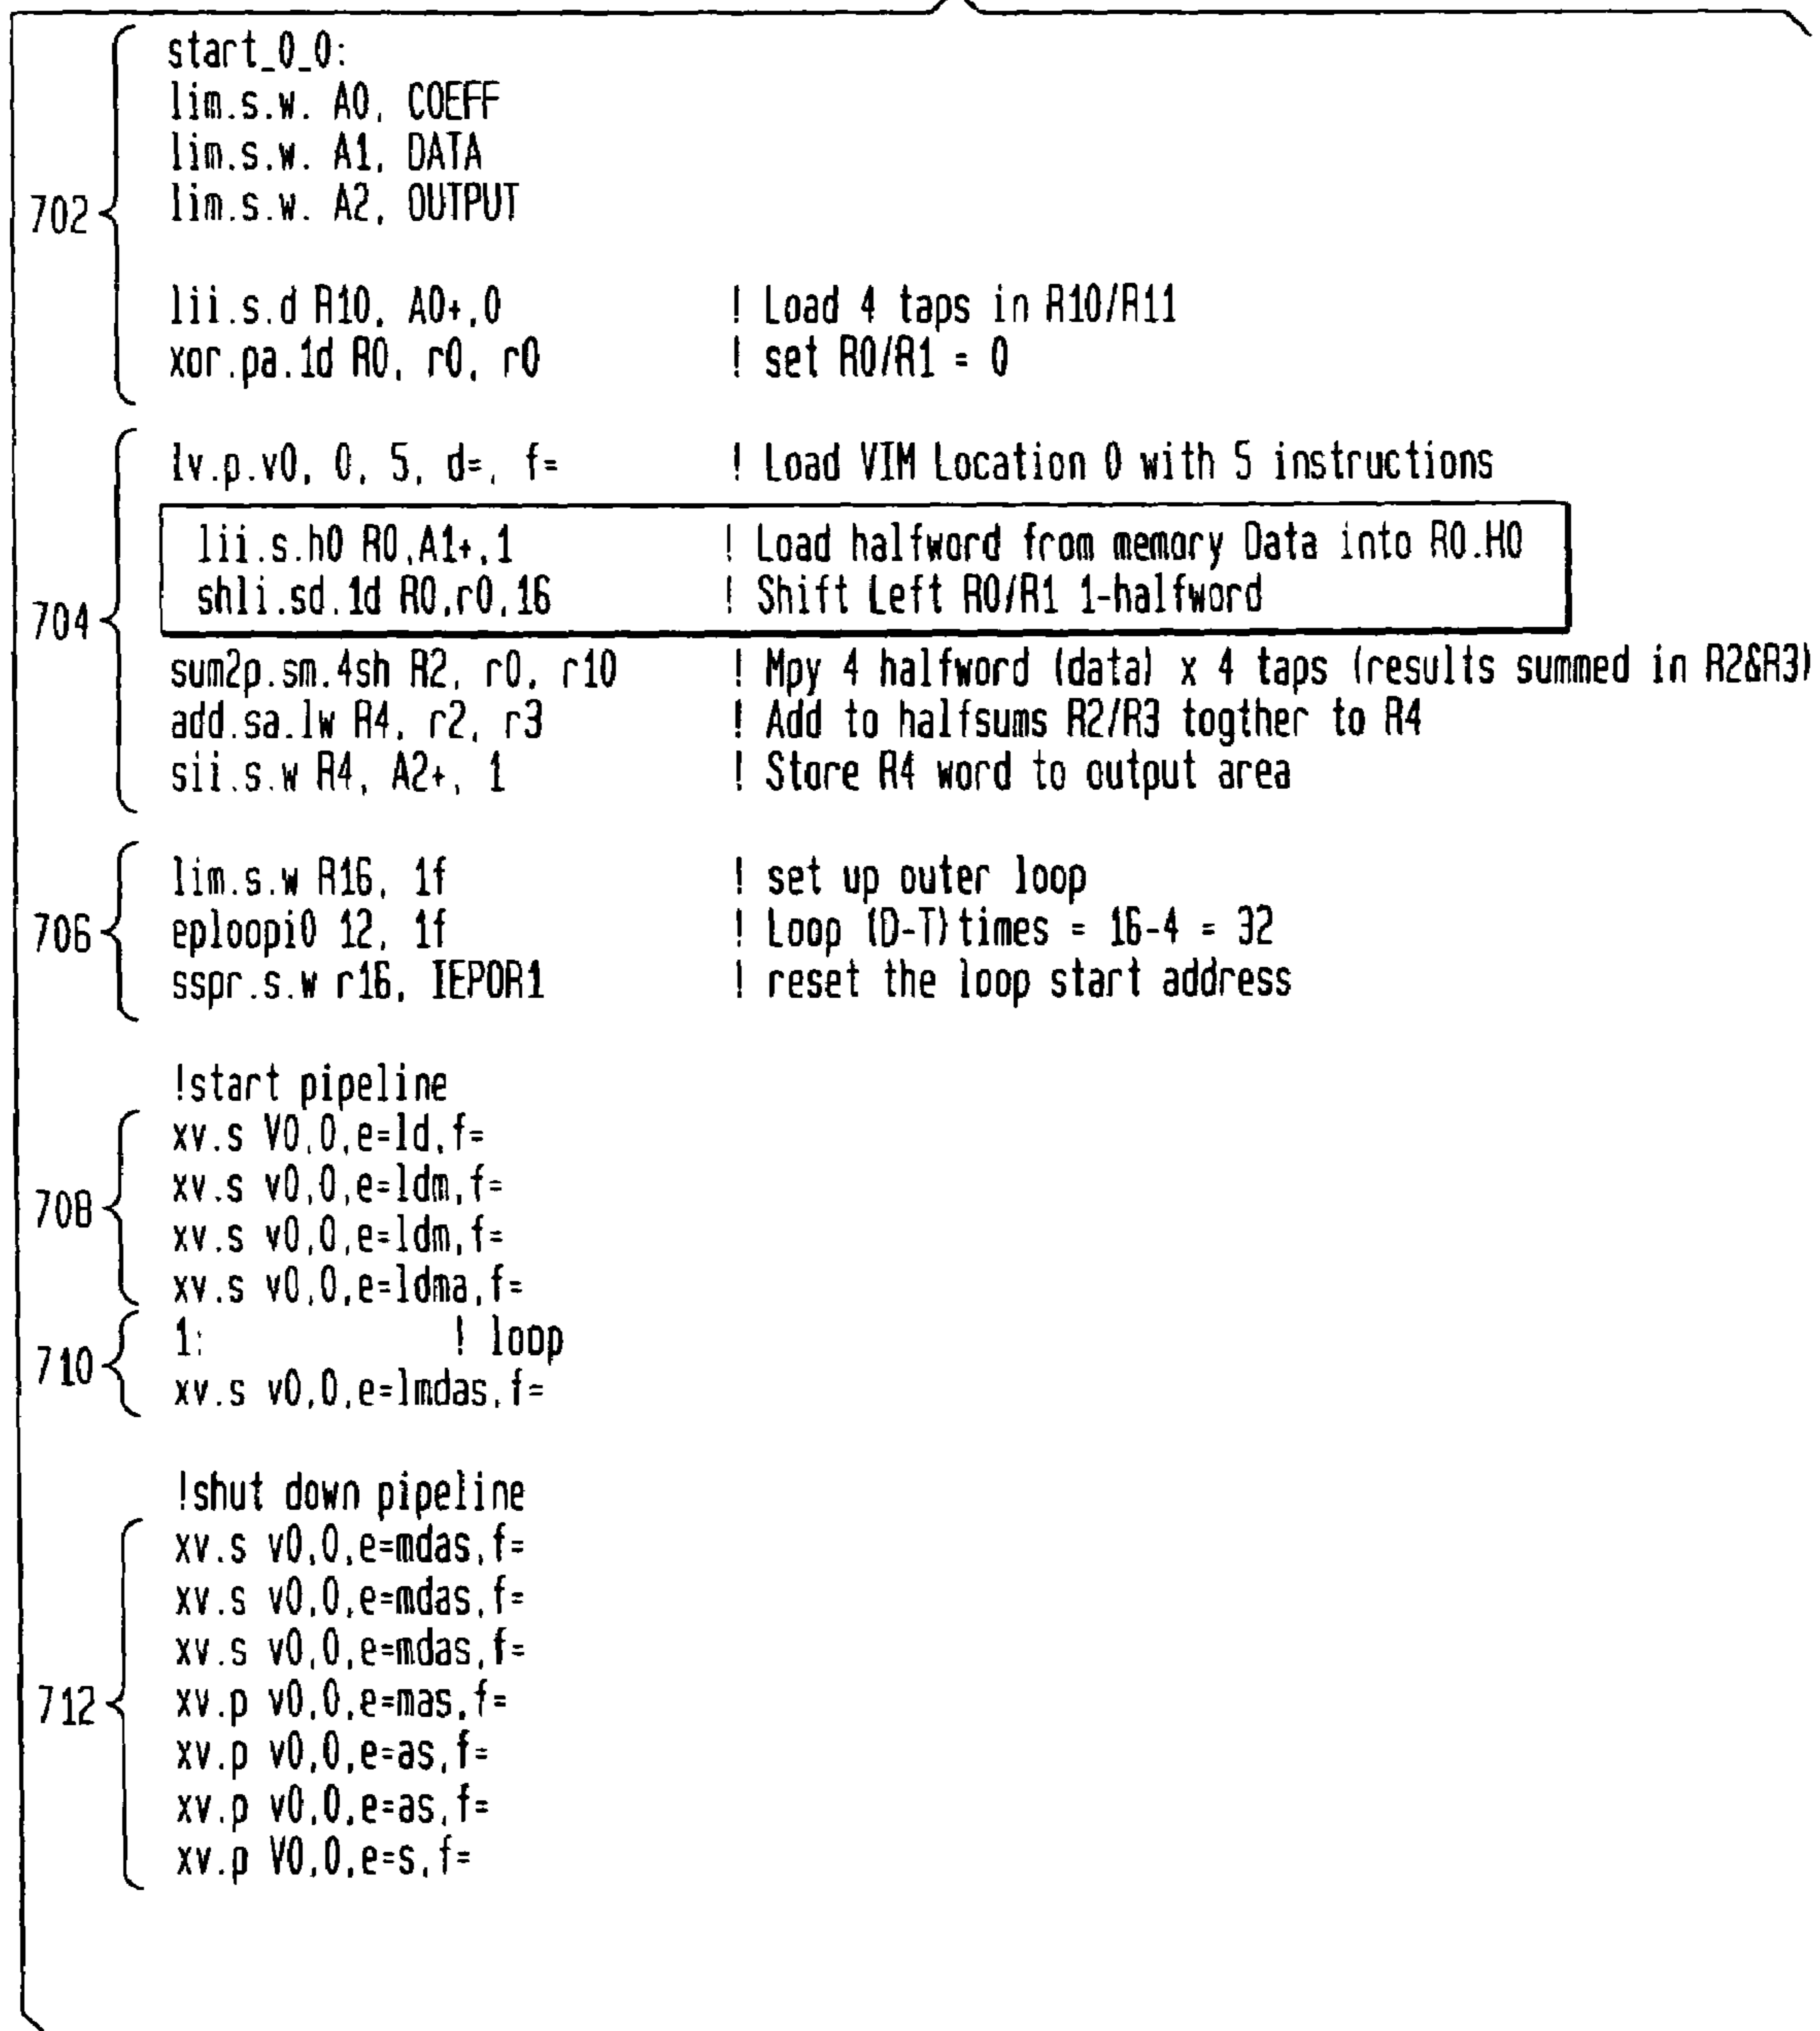 start_0_0:
lim.s.w. A0, COEFF
lim.s.w. A1, DATA
lim.s.w. A2, OUTPUT
702
lii.s.d R10, A0+,0 ! Load 4 taps in R10/R11
xor.pa.1d R0, r0, r0 ! set R0/R1 = 0
lv.p.v0, 0, 5, d=, f= ! Load VIM Location 0 with 5 instructions
lii.s.h0 R0,A1+,1 ! Load halfword from memory Data into R0.H0
shli.sd.1d R0,r0,16 ! Shift Left R0/R1 1-halfword
704
sum2p.sm.4sh R2, r0, r10 ! Mpy 4 halfword (data) x 4 taps (results summed in R2&R3)
add.sa.1w R4, r2, r3 ! Add to halfsums R2/R3 togther to R4
sii.s.w R4, A2+, 1 ! Store R4 word to output area
lim.s.w R16, 1f ! set up outer loop
706 eploopi0 12, 1f ! Loop (D-T)times = 16-4 = 32
sspr.s.w r16, IEPOR1 ! reset the loop start address
!start pipeline
xv.s V0,0,e=ld,f=
xv.s v0,0,e=ldm,f=
708
xv.s v0,0,e=ldm,f=
xv.s v0,0,e=ldma,f=
1: ! loop
710
xv.s v0,0,e=lmdas,f=
!shut down pipeline
xv.s v0,0,e=mdas,f=
xv.s v0,0,e=mdas,f=
xv.s v0,0,e=mdas,f=
712 xv.p v0,0,e=mas,f=
xv.p v0,0,e=as,f=
xv.p v0,0,e=as,f=
xv.p V0,0,e=s,f=